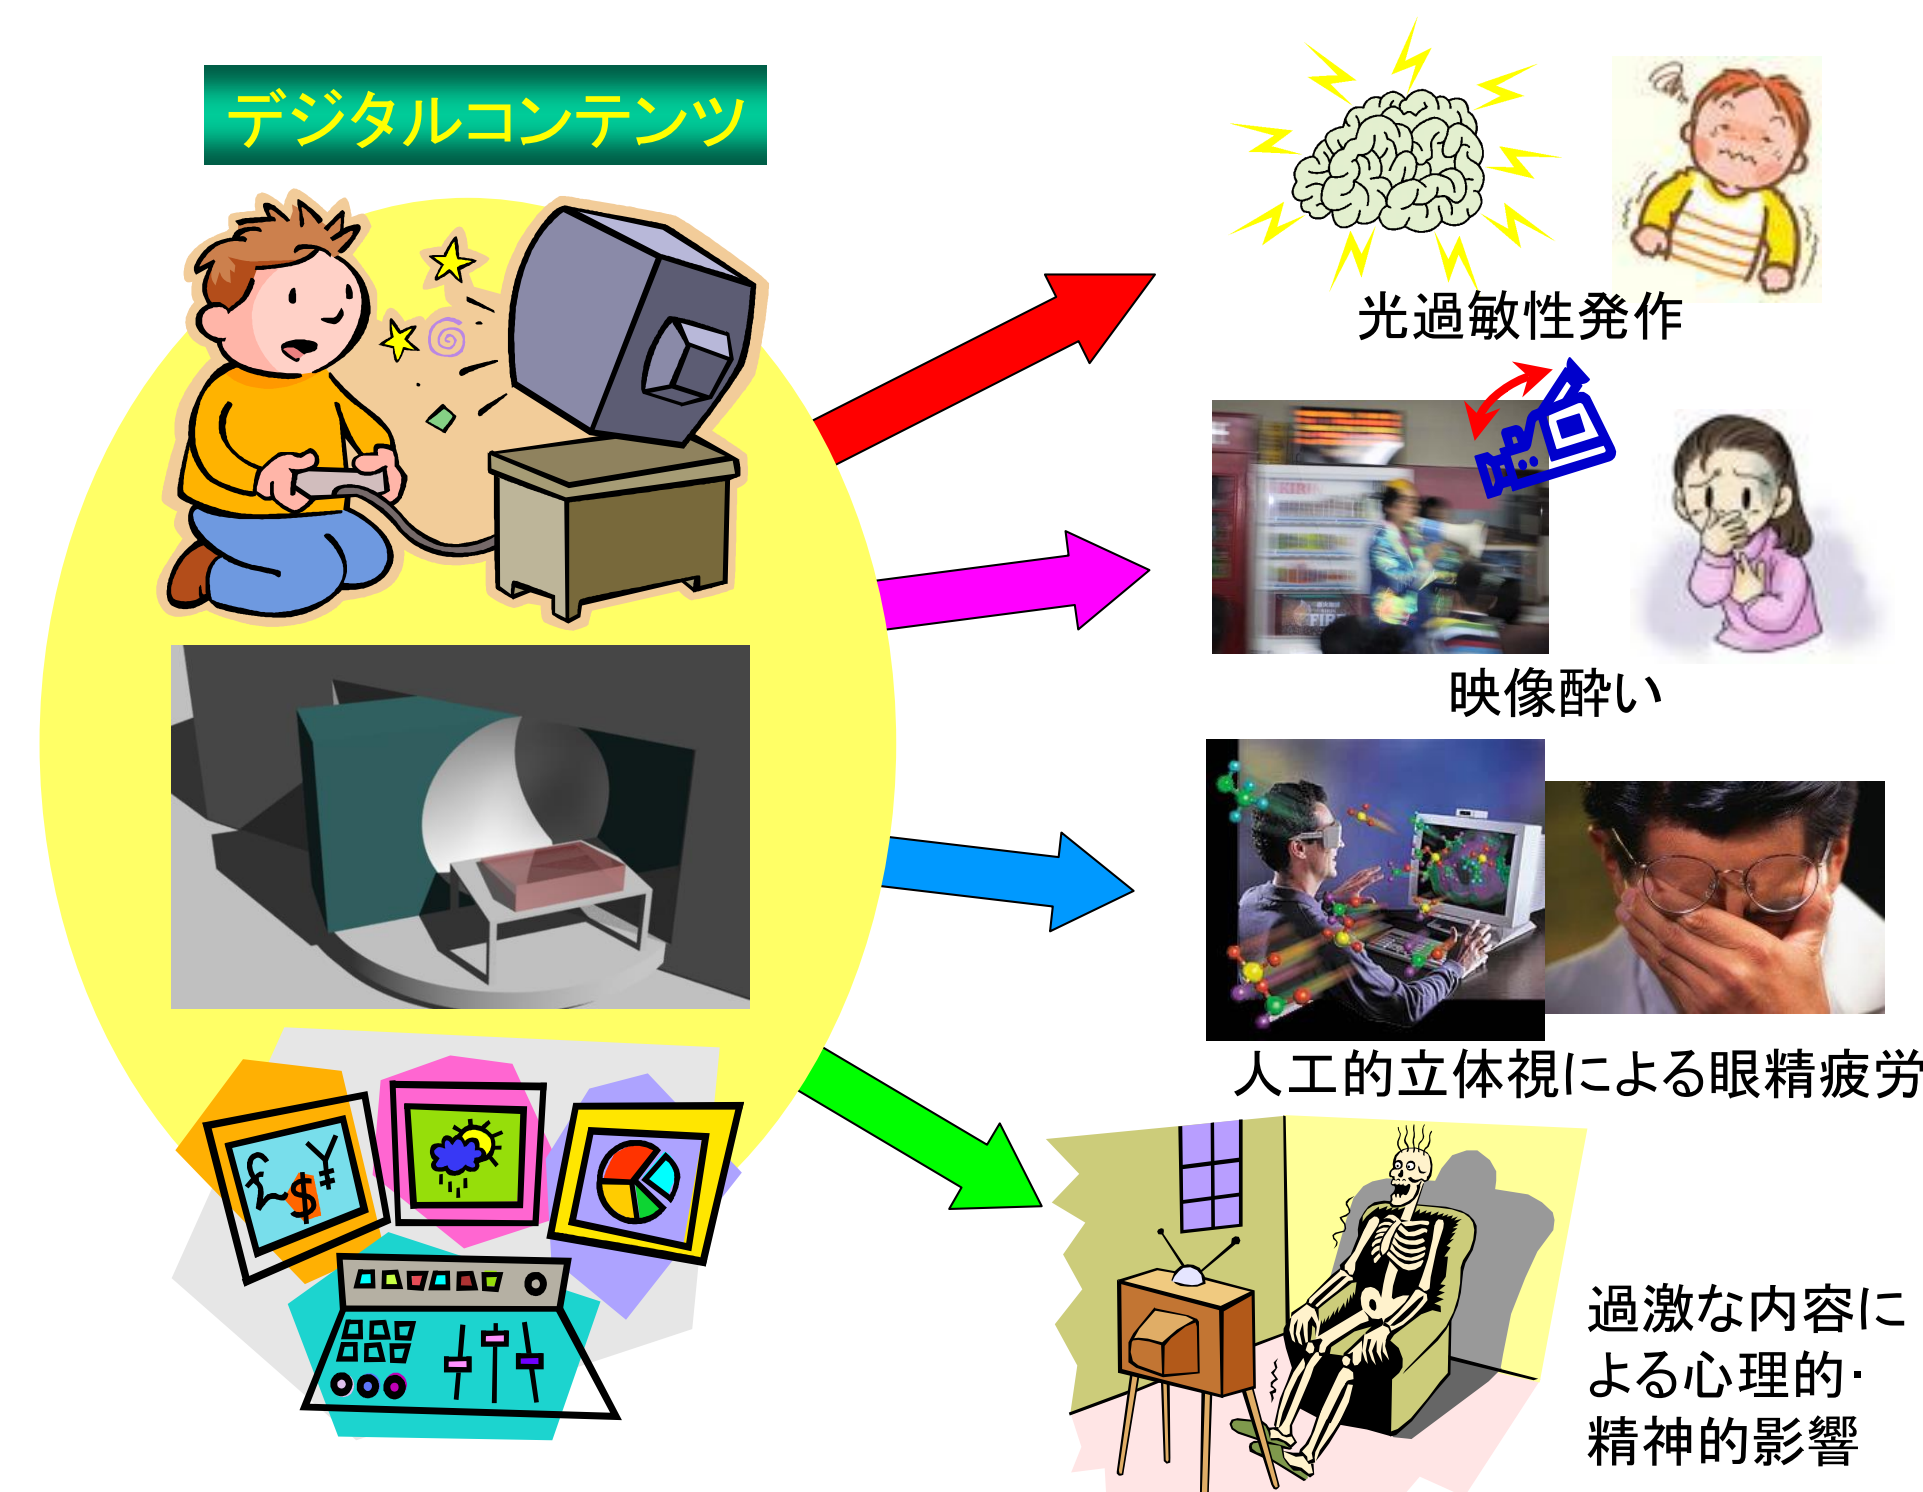 デジタルコンテンツ
光過敏性発作
KIRIN
FIRE
映像酔い
人工的立体視による眼精疲労
£
$
¥
過激な内容に
よる心理的・
精神的影響